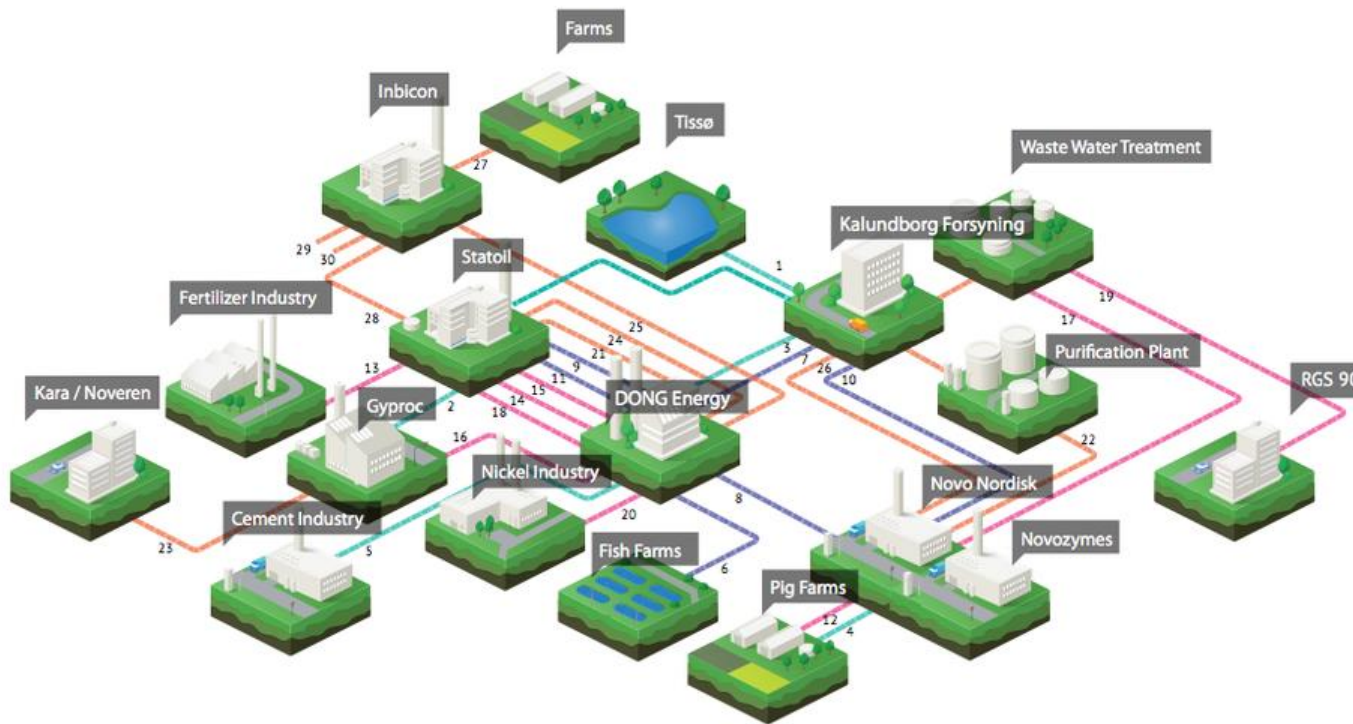 Farms
Inbicon
Tissø
Waste Water Treatment
27
Kalundborg Forsyning
29
30
Statoil
1
19
Fertilizer Industry
17
28
25
24
3
7
21
26
Purification Plant
13
9
10
Kara / Noveren
11
RGS 90
Gyproc
15
DONG Energy
2
14
18
16
22
Nickel Industry
8
Novo Nordisk
20
Cement Industry
23
5
Fish Farms
6
Novozymes
Pig Farms
12
4